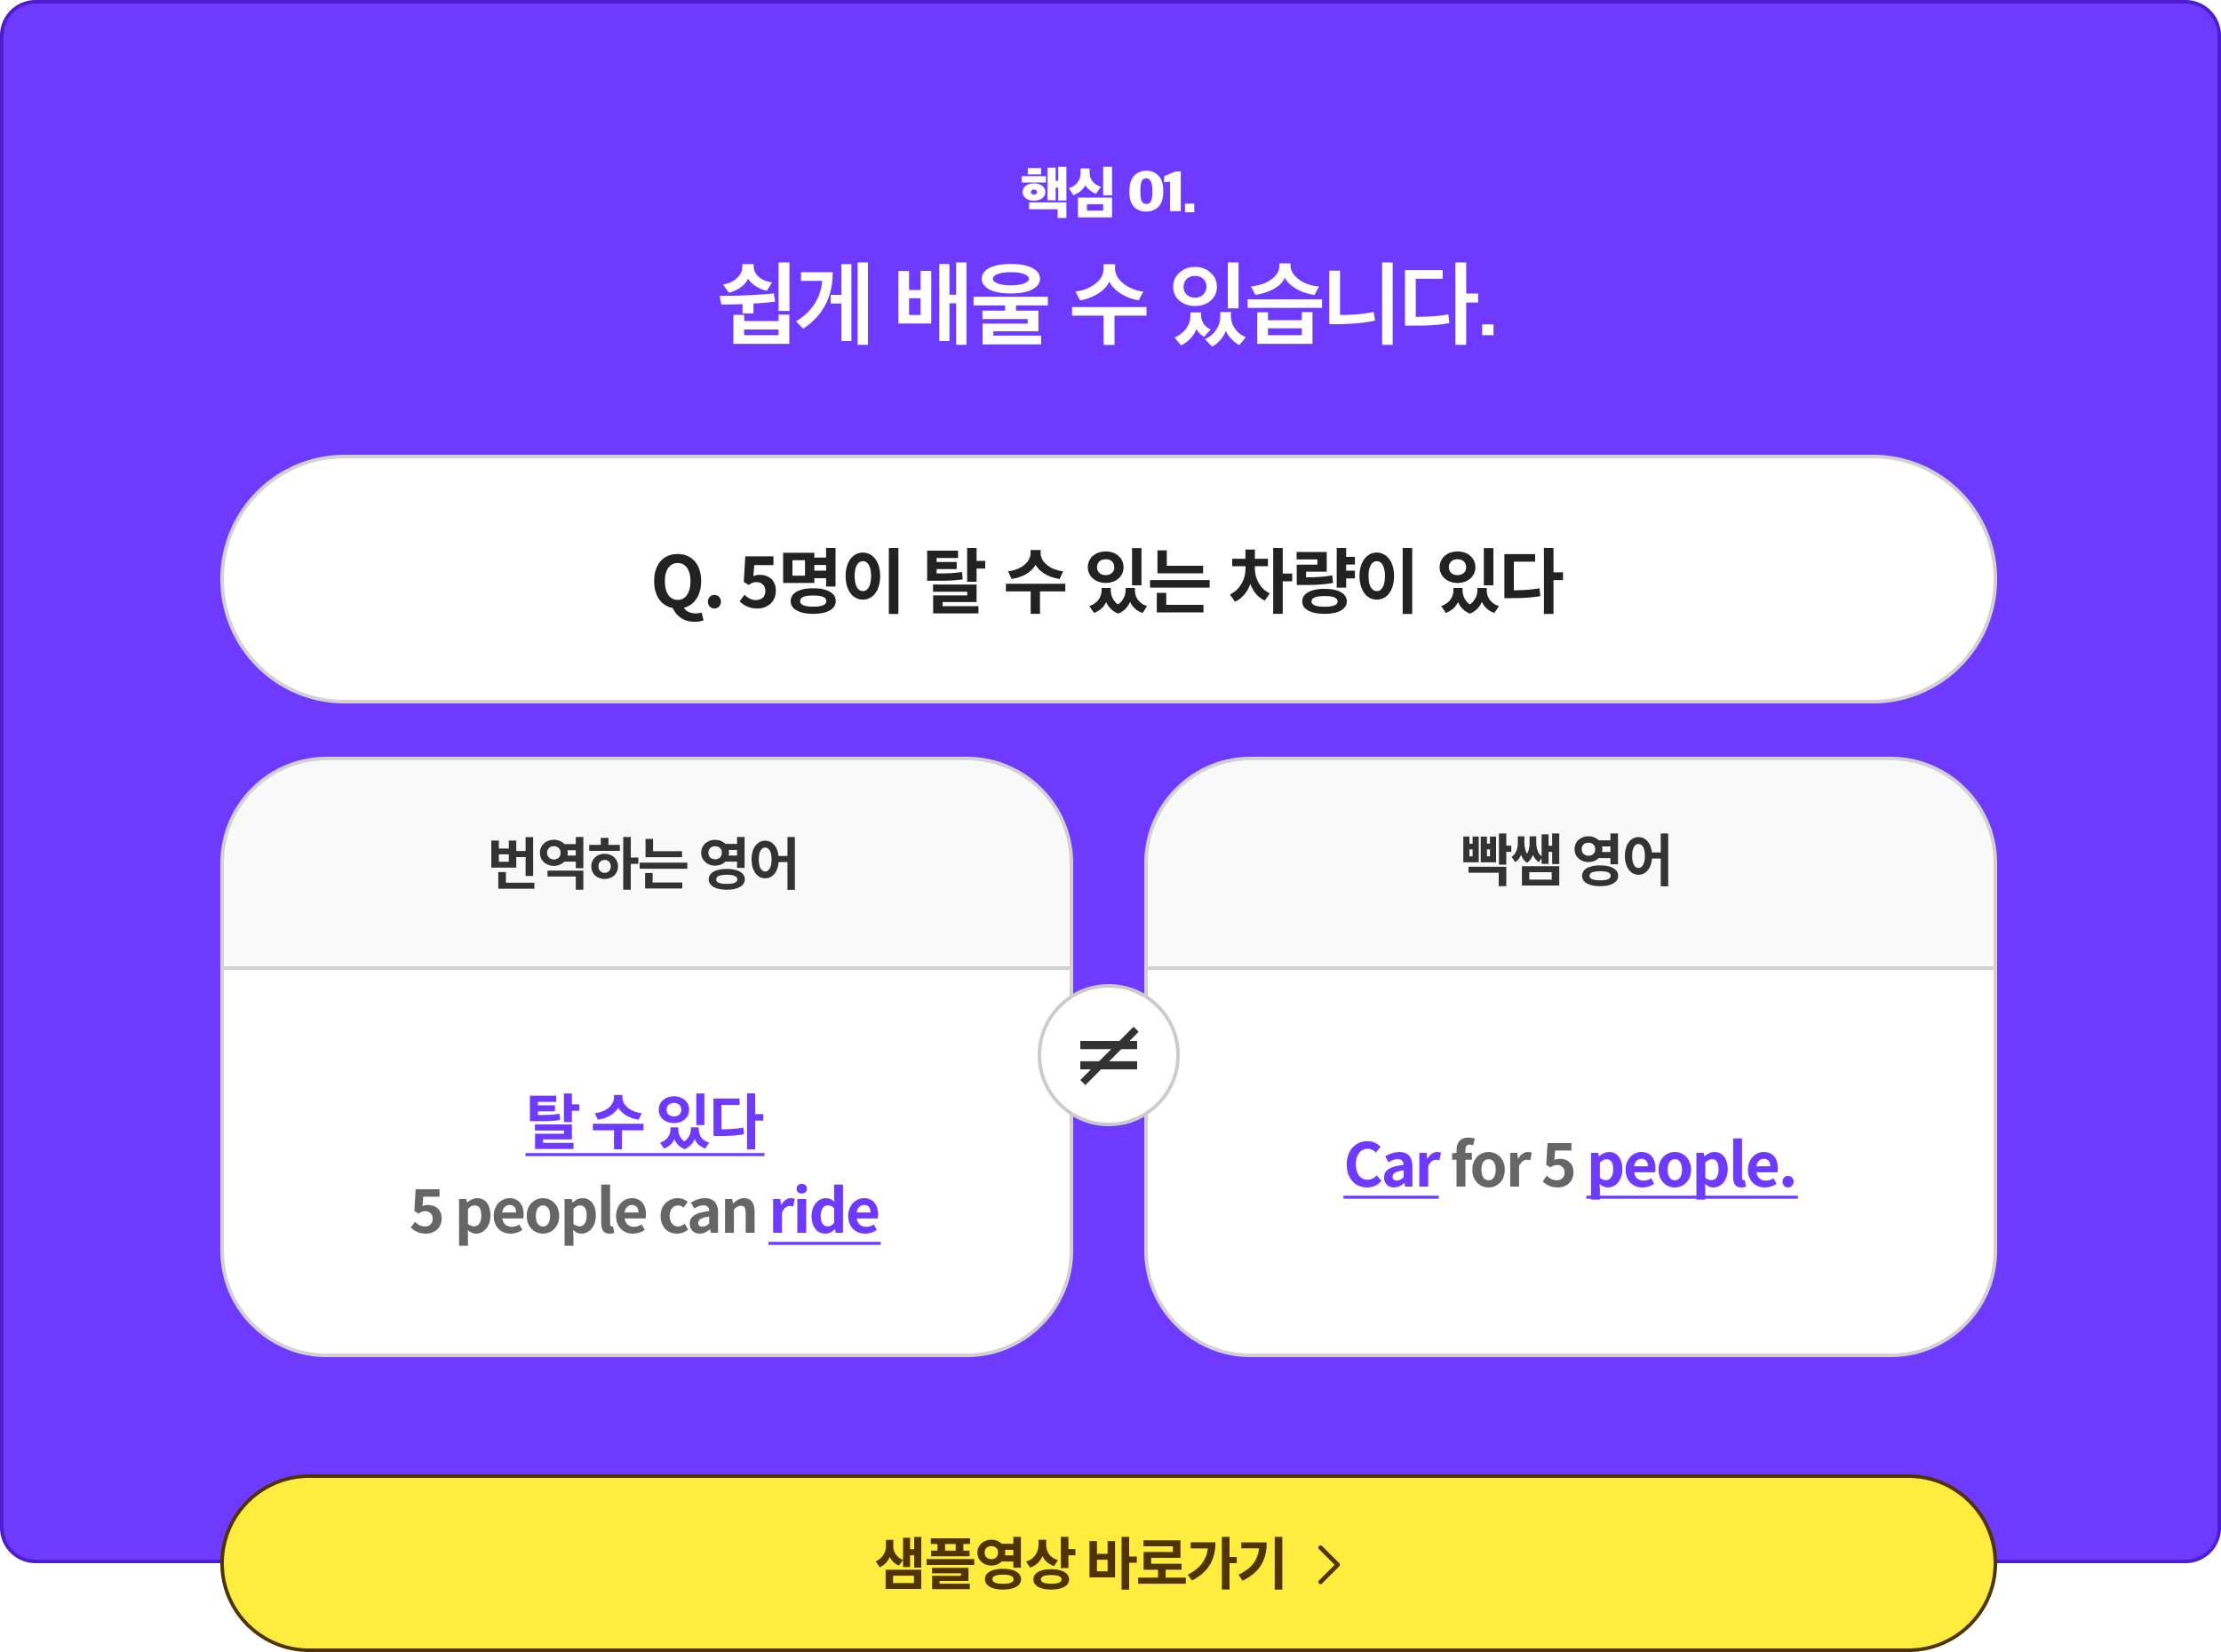 핵심 01.
쉽게 배울 수 있습니다.
Q. 5명이 탈 수 있는 차량이 있다
번역하는 영어
백쌤 영어
≠
탈 수 있다
5 people can ride
Car for 5 people.
샘플영상 바로가기 >